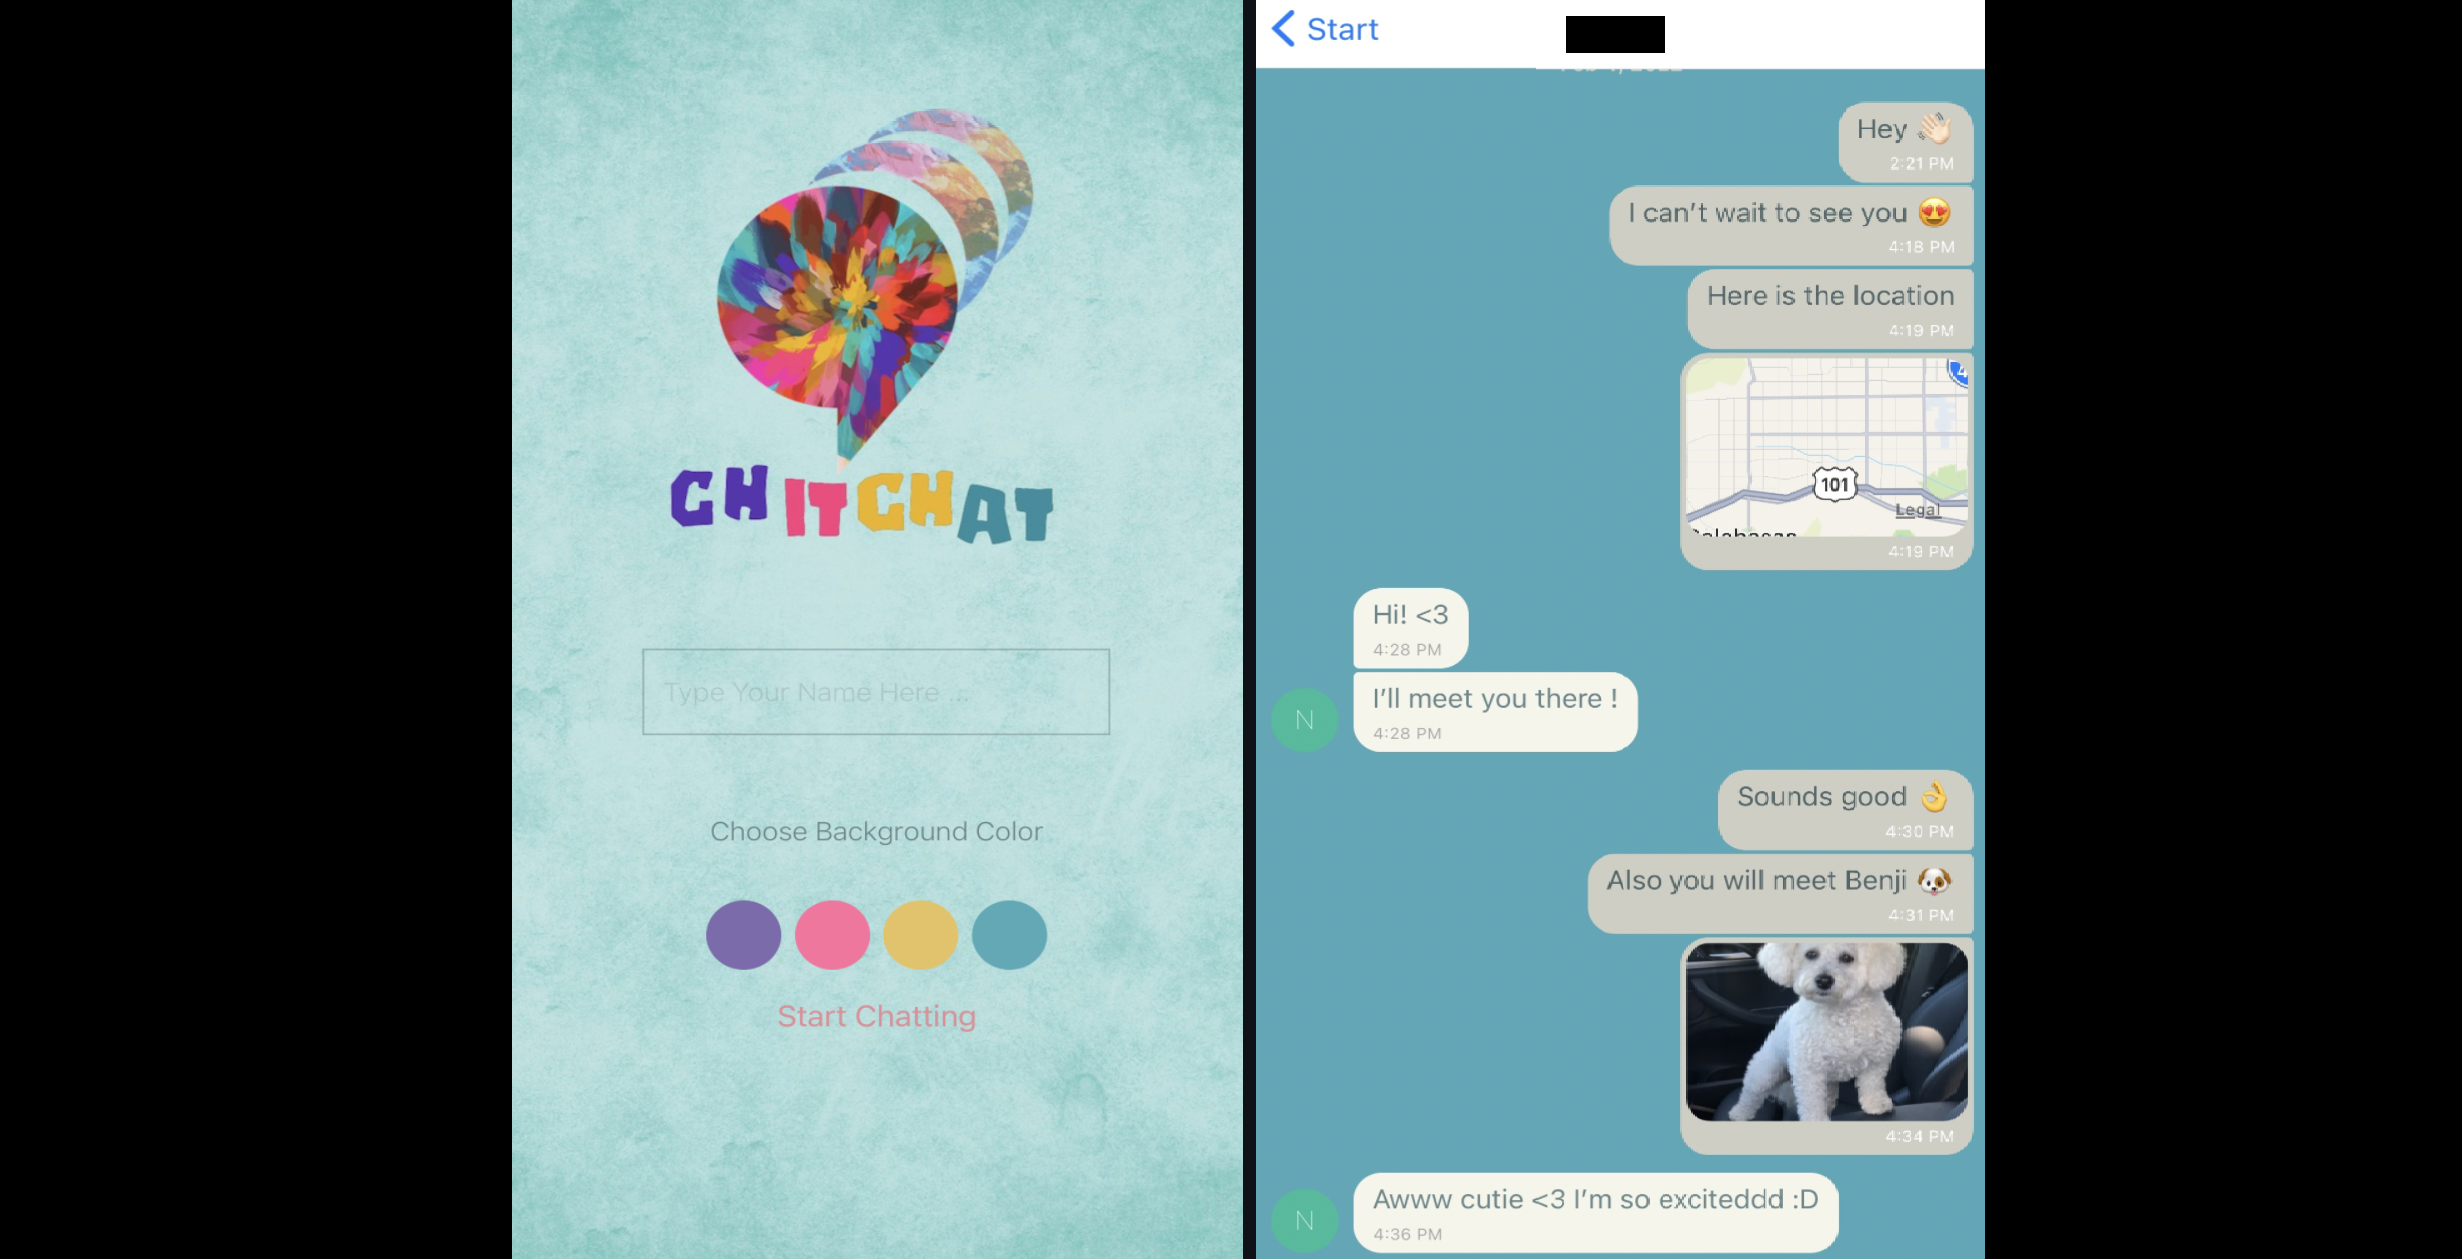 CHITCHAT
Type Your Name Here ...
Choose Background Color
Start Chatting
Start
Hey 👋🏻
2:21 PM
I can't wait to see you 😍
4:18 PM
Here is the location
4:19 PM
4
101
Legal
4:19 PM
Hi! <3
4:28 PM
I'll meet you there !
4:28 PM
N
Sounds good 👌
4:30 PM
Also you will meet Benji 🐶
4:31 PM
4:34 PM
Awww cutie <3 I'm so exciteddd :D
4:36 PM
N